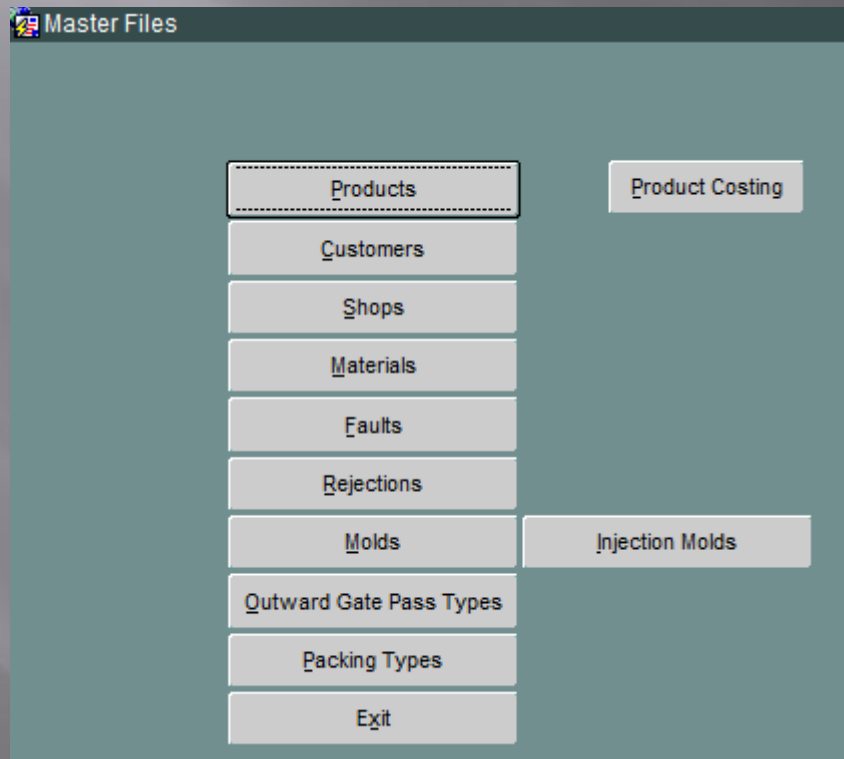 Master Files
Products
Product Costing
Customers
Shops
Materials
Faults
Rejections
Molds
Injection Molds
Outward Gate Pass Types
Packing Types
Exit